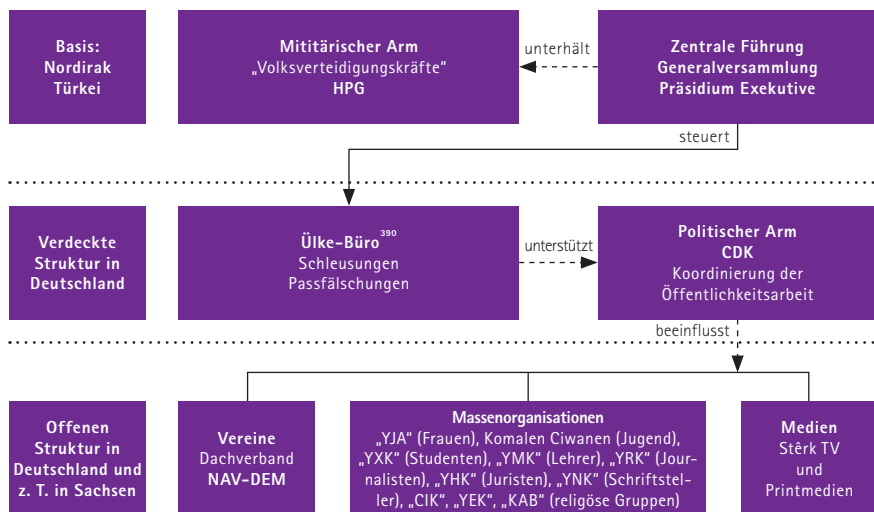 Basis:
Nordirak
Türkei
Mititärischer Arm
„Volksverteidigungskräfte“
HPG
unterhält
Zentrale Führung
Generalversammlung
Präsidium Exekutive
steuert
Verdeckte
Struktur in
Deutschland
Ülke-Büro390
Schleusungen
Passfälschungen
unterstützt
Politischer Arm
CDK
Koordinierung der
Öffentlichkeitsarbeit
beeinflusst
Offenen
Struktur in
Deutschland und
z. T. in Sachsen
Vereine
Dachverband
NAV-DEM
Massenorganisationen
„YJA“ (Frauen), Komalen Ciwanen (Jugend),
„YXK“ (Studenten), „YMK“ (Lehrer), „YRK“ (Jour-
nalisten), „YHK“ (Juristen), „YNK“ (Schriftstel-
ler), „CIK“, „YEK“, „KAB“ (religöse Gruppen)
Medien
Stêrk TV
und
Printmedien